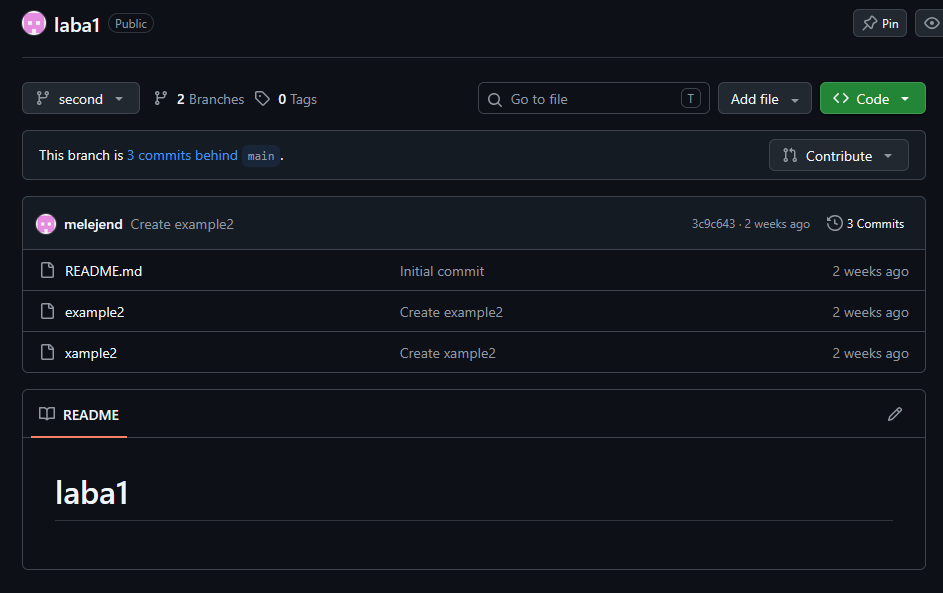 laba1 Public Pin
second 2 Branches 0 Tags Go to file T Add file Code
This branch is 3 commits behind main . Contribute
melejend Create example2 3c9c643 · 2 weeks ago 3 Commits
README.md Initial commit 2 weeks ago
example2 Create example2 2 weeks ago
xample2 Create xample2 2 weeks ago
README
laba1